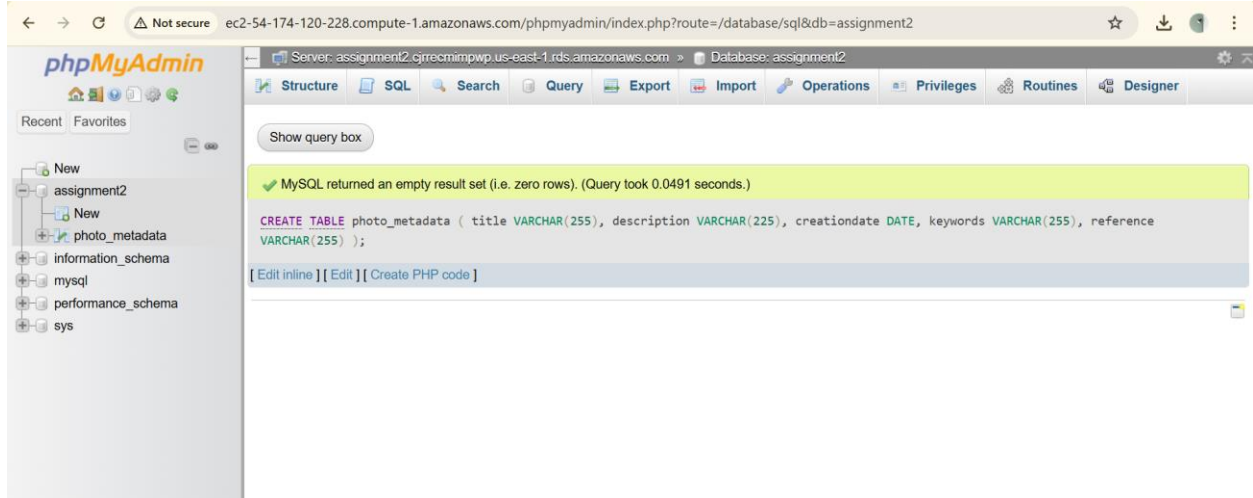 Not secure ec2-54-174-120-228.compute-1.amazonaws.com/phpmyadmin/index.php?route=/database/sql&db=assignment2
phpMyAdmin
Recent Favorites
New
assignment2
New
photo_metadata
information_schema
mysql
performance_schema
sys
Server: assignment2.cjrrecmimpwp.us-east-1.rds.amazonaws.com » Database: assignment2
Structure SQL Search Query Export Import Operations Privileges Routines Designer
Show query box
MySQL returned an empty result set (i.e. zero rows). (Query took 0.0491 seconds.)
CREATE TABLE photo_metadata ( title VARCHAR(255), description VARCHAR(225), creationdate DATE, keywords VARCHAR(255), reference
VARCHAR(255) );
[ Edit inline ] [ Edit ] [ Create PHP code ]